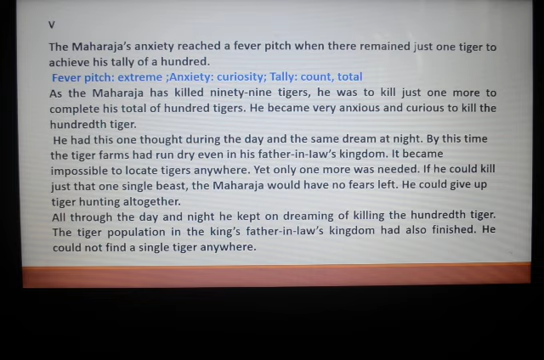 V
The Maharaja's anxiety reached a fever pitch when there remained just one tiger to
achieve his tally of a hundred.
Fever pitch: extreme ;Anxiety: curiosity; Tally: count, total
As the Maharaja has killed ninety-nine tigers, he was to kill just one more to
complete his total of hundred tigers. He became very anxious and curious to kill the
hundredth tiger.
He had this one thought during the day and the same dream at night. By this time
the tiger farms had run dry even in his father-in-law's kingdom. It became
impossible to locate tigers anywhere. Yet only one more was needed. If he could kill
just that one single beast, the Maharaja would have no fears left. He could give up
tiger hunting altogether.
All through the day and night he kept on dreaming of killing the hundredth tiger.
The tiger population in the king's father-in-law's kingdom had also finished. He
could not find a single tiger anywhere.